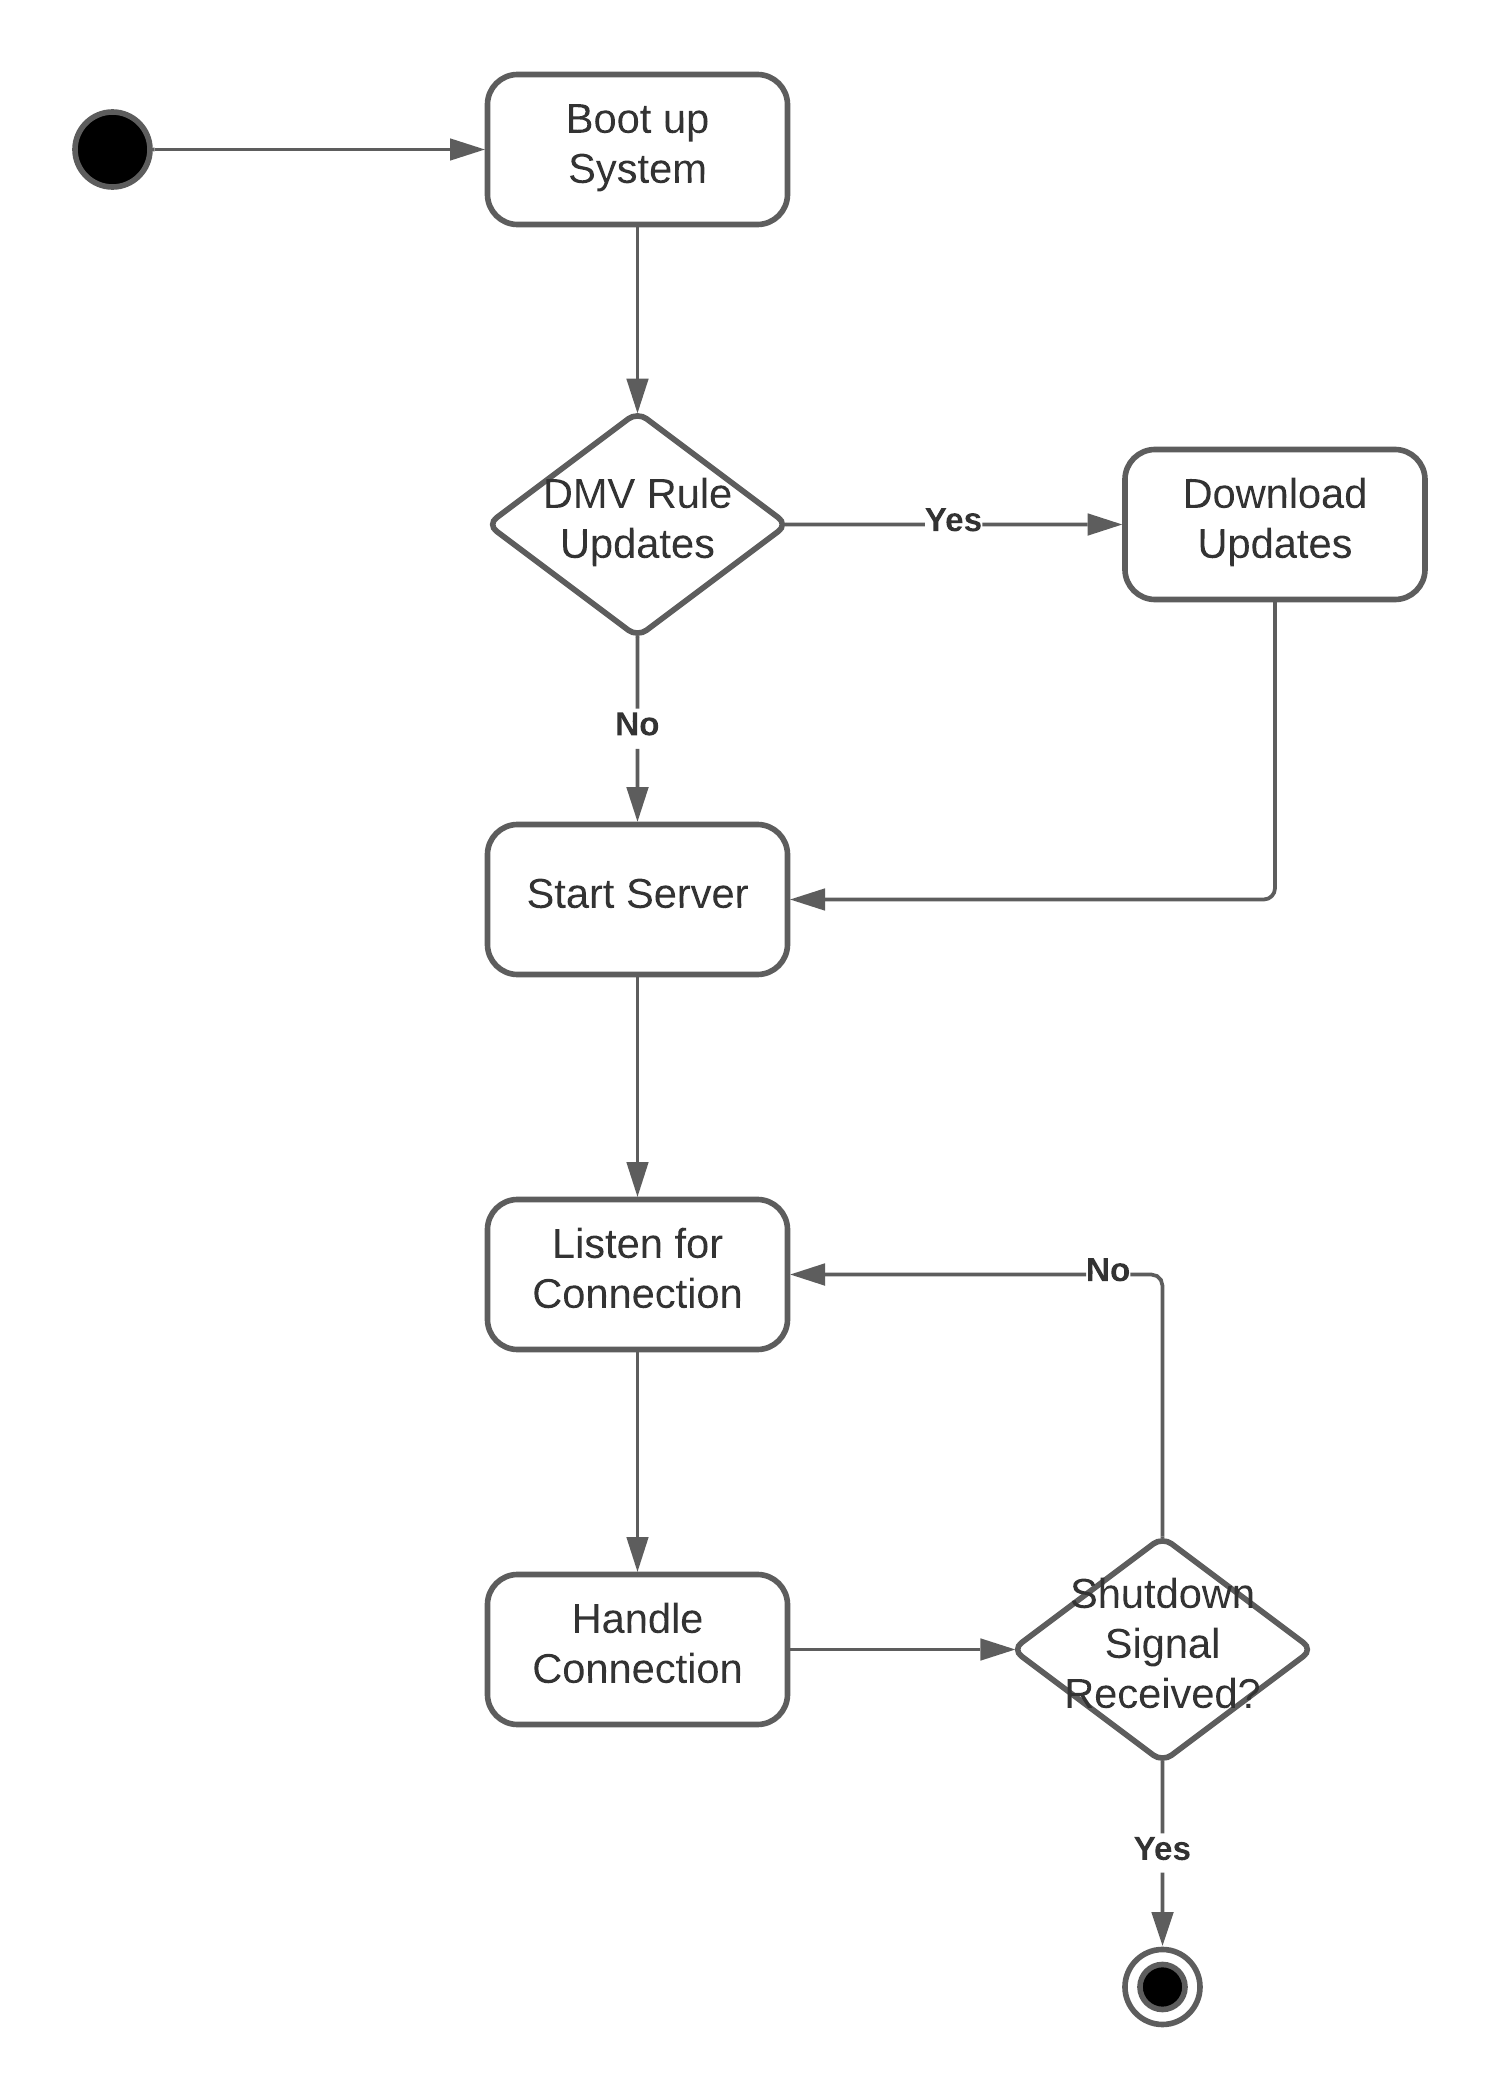 Boot up
System
DMV Rule
Updates
Yes
Download
Updates
No
Start Server
Listen for
Connection
No
Handle
Connection
Shutdown
Signal
Received?
Yes